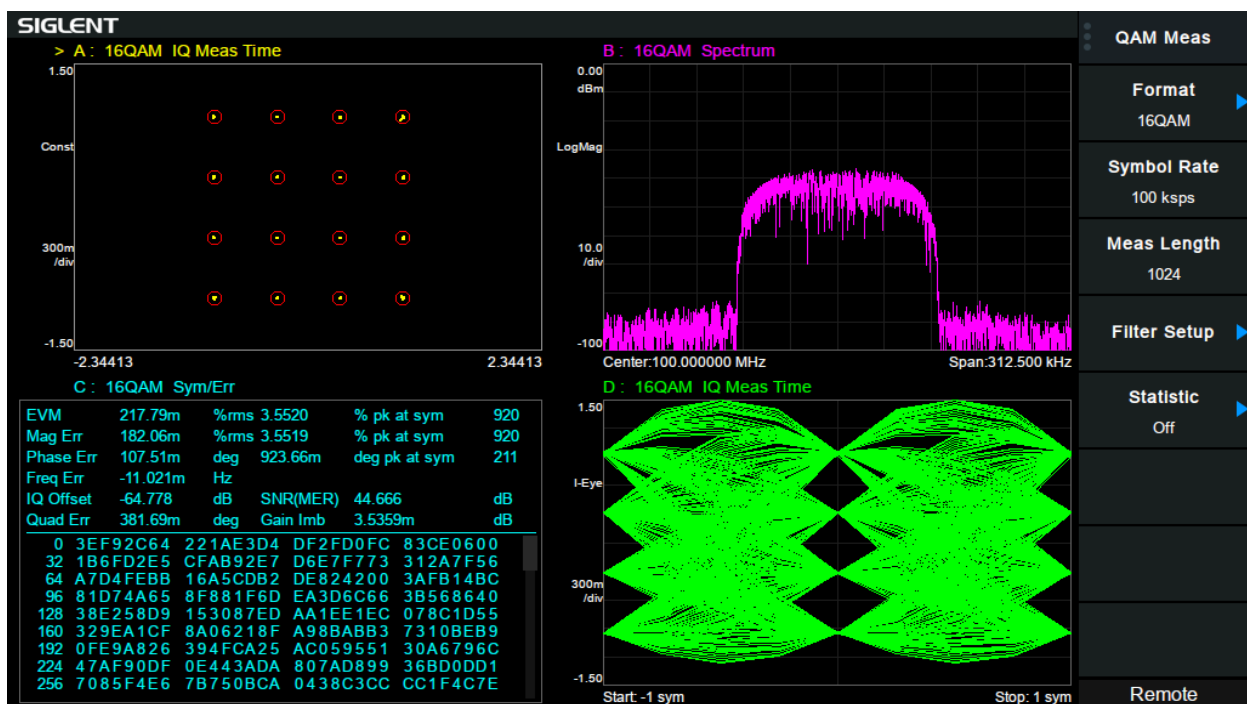 SIGLENT
> A : 16QAM IQ Meas Time
1.50
Const
300m
/div
-1.50
-2.34413 2.34413
B : 16QAM Spectrum
0.00
dBm
LogMag
10.0
/div
-100
Center:100.000000 MHz Span:312.500 kHz
C : 16QAM Sym/Err
EVM 217.79m %rms 3.5520 % pk at sym 920
Mag Err 182.06m %rms 3.5519 % pk at sym 920
Phase Err 107.51m deg 923.66m deg pk at sym 211
Freq Err -11.021m Hz
IQ Offset -64.778 dB SNR(MER) 44.666 dB
Quad Err 381.69m deg Gain Imb 3.5359m dB
0 3EF92C64 221AE3D4 DF2FD0FC 83CE0600
32 1B6FD2E5 CFAB92E7 D6E7F773 312A7F56
64 A7D4FEBB 16A5CDB2 DE824200 3AFB14BC
96 81D74A65 8F881F6D EA3D6C66 3B568640
128 38E258D9 153087ED AA1EE1EC 078C1D55
160 329EA1CF 8A06218F A98BABB3 7310BEB9
192 0FE9A826 394FCA25 AC059551 30A6796C
224 47AF90DF 0E443ADA 807AD899 36BD0DD1
256 7085F4E6 7B750BCA 0438C3CC CC1F4C7E
D : 16QAM IQ Meas Time
1.50
I-Eye
300m
/div
-1.50
Start: -1 sym Stop: 1 sym
QAM Meas
Format
16QAM
Symbol Rate
100 ksps
Meas Length
1024
Filter Setup
Statistic
Off
Remote